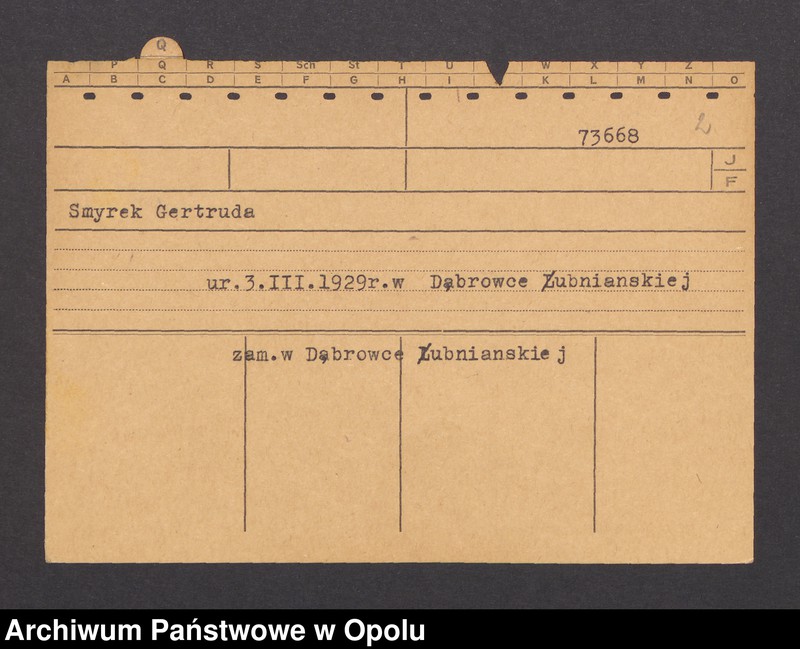 Q
P Q R S Sch St T U W X Y Z
A B C D E F G H I K L M N O
73668 2
J
F
Smyrek Gertruda
ur.3.III.1929r.w Dąbrowce Łubnianskiej
zam.w Dąbrowce Łubnianskiej
Archiwum Państwowe w Opolu